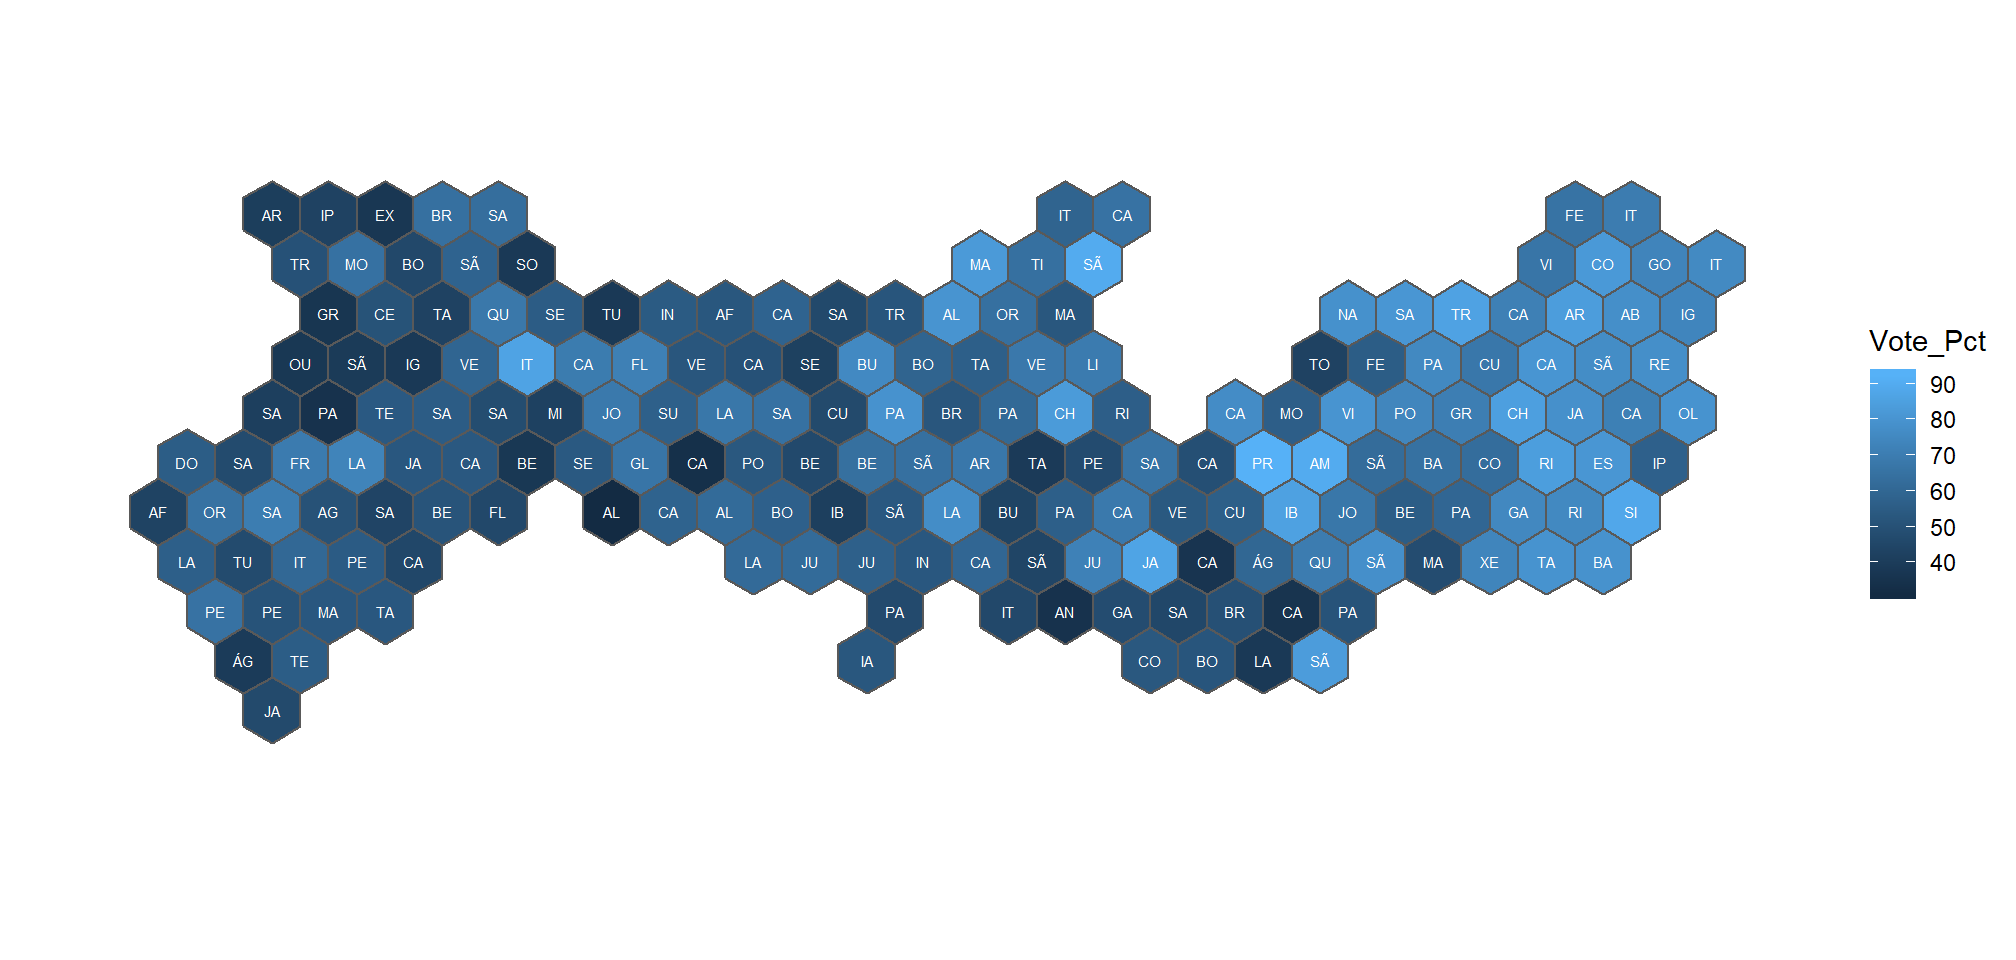 AR IP EX BR SA IT CA FE IT
TR MO BO SÃ SO MA TI SÃ VI CO GO IT
GR CE TA QU SE TU IN AF CA SA TR AL OR MA NA SA TR CA AR AB IG
OU SÃ IG VE IT CA FL VE CA SE BU BO TA VE LI TO FE PA CU CA SÃ RE
SA PA TE SA SA MI JO SU LA SA CU PA BR PA CH RI CA MO VI PO GR CH JA CA OL
DO SA FR LA JA CA BE SE GL CA PO BE BE SÃ AR TA PE SA CA PR AM SÃ BA CO RI ES IP
AF OR SA AG SA BE FL AL CA AL BO IB SÃ LA BU PA CA VE CU IB JO BE PA GA RI SI
LA TU IT PE CA LA JU JU IN CA SÃ JU JA CA ÁG QU SÃ MA XE TA BA
PE PE MA TA PA IT AN GA SA BR CA PA
ÁG TE IA CO BO LA SÃ
JA
Vote_Pct
90
80
70
60
50
40